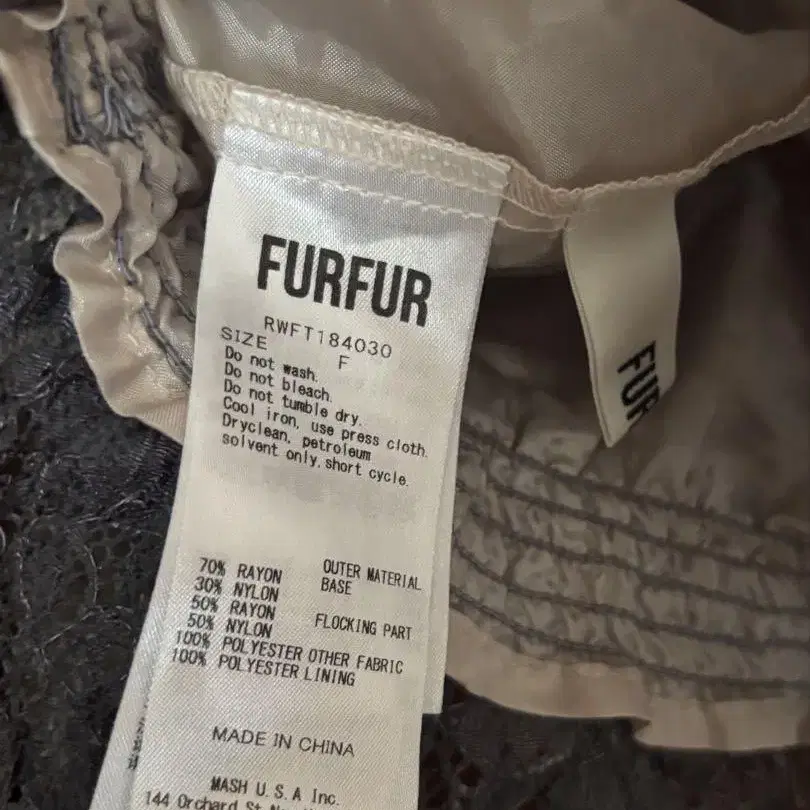 FURFUR
RWFT184030
SIZE F
Do not wash.
Do not bleach.
Do not tumble dry.
Cool iron, use press cloth.
Dryclean, petroleum
solvent only, short cycle.
70% RAYON OUTER MATERIAL
30% NYLON BASE
50% RAYON FLOCKING PART
50% NYLON
100% POLYESTER OTHER FABRIC
100% POLYESTER LINING
MADE IN CHINA
MASH U.S.A Inc.
144 Orchard St
FUR